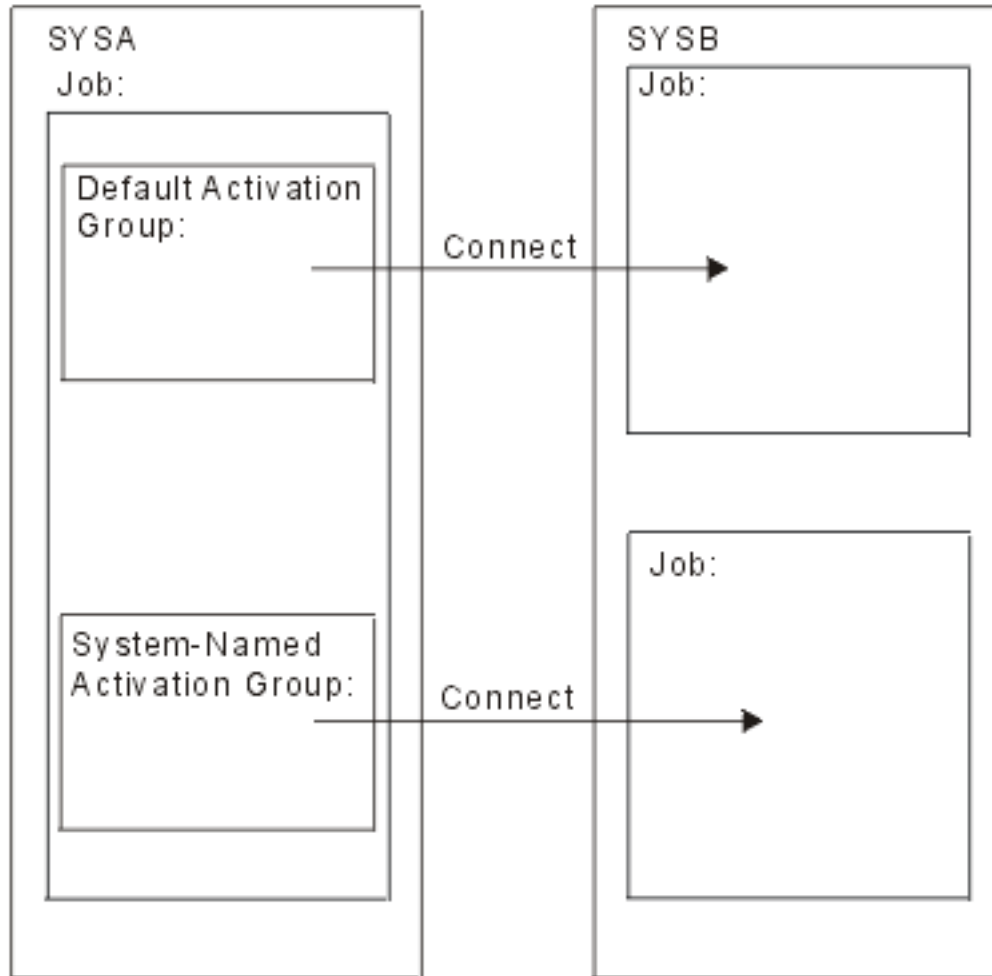 SYSA
Job:
Default Activation
Group:
Connect
System-Named
Activation Group:
Connect
SYSB
Job:
Job: